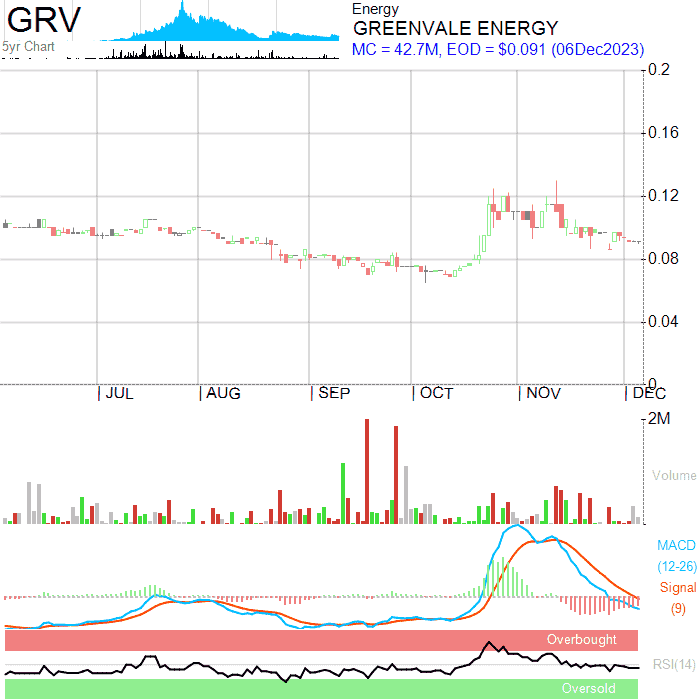 GRV
5yr Chart
Energy
GREENVALE ENERGY
MC = 42.7M, EOD = $0.091 (06Dec2023)
0.2
0.16
0.12
0.08
0.04
0
JUL AUG SEP OCT NOV DEC
2M
Volume
MACD
(12-26)
Signal
(9)
Overbought
RSI(14)
Oversold